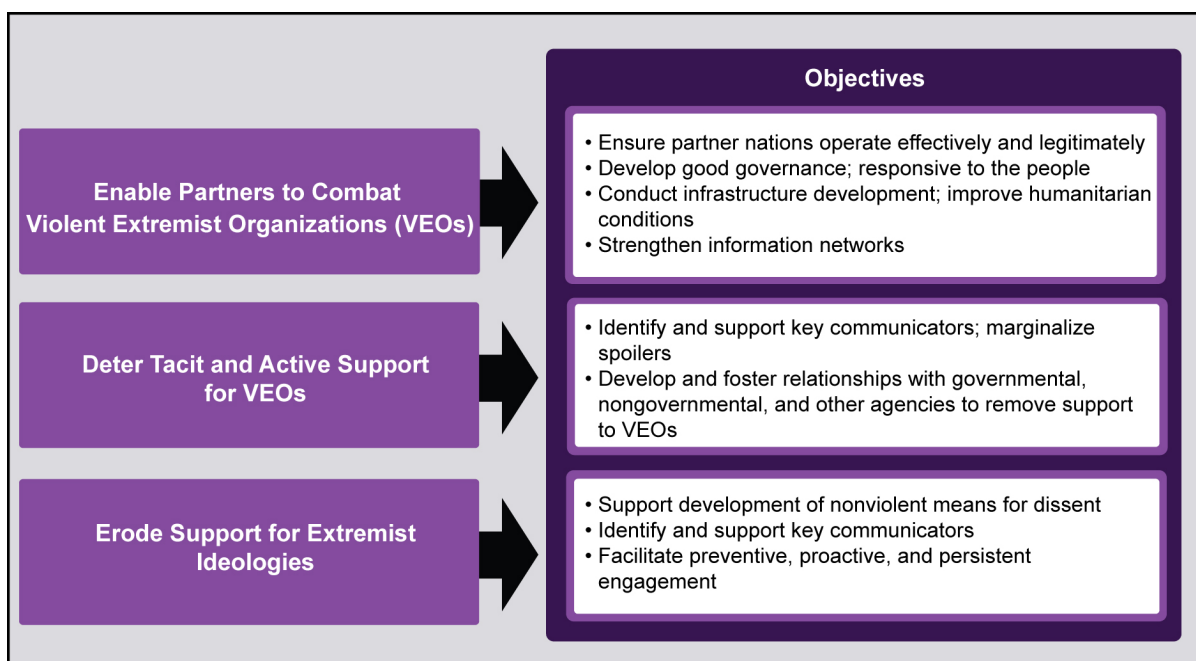 Objectives
Enable Partners to Combat
Violent Extremist Organizations (VEOs)
• Ensure partner nations operate effectively and legitimately
• Develop good governance; responsive to the people
• Conduct infrastructure development; improve humanitarian
conditions
• Strengthen information networks
Deter Tacit and Active Support
for VEOs
• Identify and support key communicators; marginalize
spoilers
• Develop and foster relationships with governmental,
nongovernmental, and other agencies to remove support
to VEOs
Erode Support for Extremist
Ideologies
• Support development of nonviolent means for dissent
• Identify and support key communicators
• Facilitate preventive, proactive, and persistent
engagement